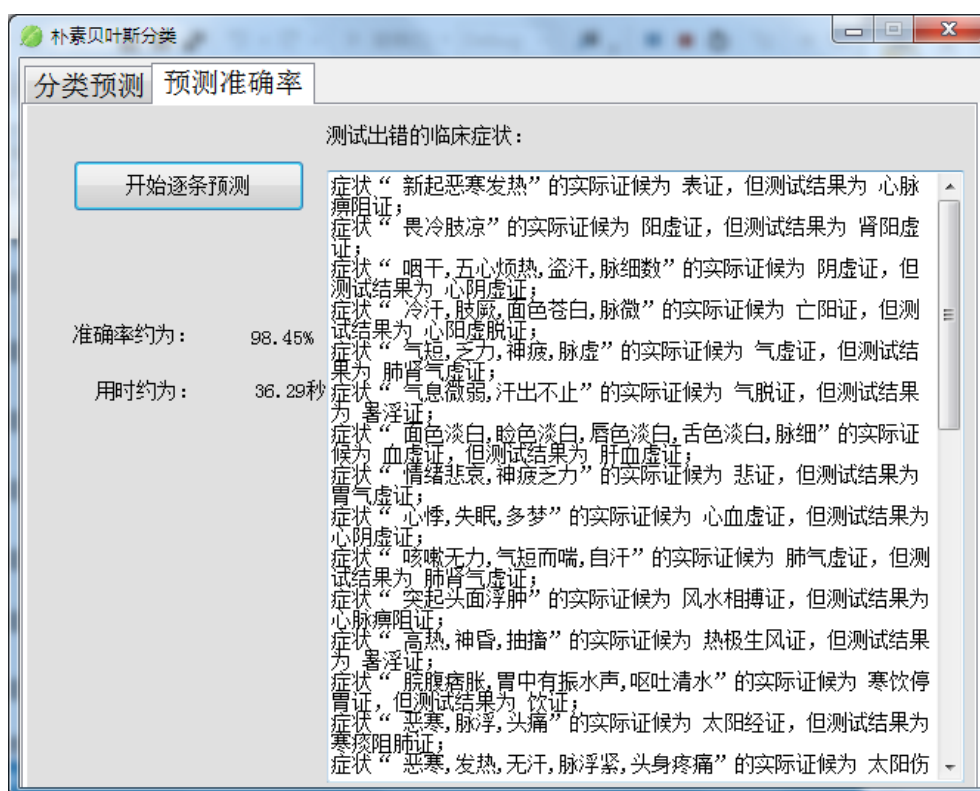 朴素贝叶斯分类
分类预测 预测准确率
测试出错的临床症状：
开始逐条预测
准确率约为： 98.45%
用时约为： 36.29秒
症状“ 新起恶寒发热”的实际证候为 表证，但测试结果为 心脉
痹阻证；
症状“ 畏冷肢凉”的实际证候为 阳虚证，但测试结果为 肾阳虚
证；
症状“ 咽干,五心烦热,盗汗,脉细数”的实际证候为 阴虚证，但
测试结果为 心阴虚证；
症状“ 冷汗,肢厥,面色苍白,脉微”的实际证候为 亡阳证，但测
试结果为 心阳虚脱证；
症状“ 气短,乏力,神疲,脉虚”的实际证候为 气虚证，但测试结
果为 肺肾气虚证；
症状“ 气息微弱,汗出不止”的实际证候为 气脱证，但测试结果
为 暑淫证；
症状“ 面色淡白,睑色淡白,唇色淡白,舌色淡白,脉细”的实际证
候为 血虚证，但测试结果为 肝血虚证；
症状“ 情绪悲哀,神疲乏力”的实际证候为 悲证，但测试结果为
胃气虚证；
症状“ 心悸,失眠,多梦”的实际证候为 心血虚证，但测试结果为
心阴虚证；
症状“ 咳嗽无力,气短而喘,自汗”的实际证候为 肺气虚证，但测
试结果为 肺肾气虚证；
症状“ 突起头面浮肿”的实际证候为 风水相搏证，但测试结果为
心脉痹阻证；
症状“ 高热,神昏,抽搐”的实际证候为 热极生风证，但测试结果
为 暑淫证；
症状“ 脘腹痞胀,胃中有振水声,呕吐清水”的实际证候为 寒饮停
胃证，但测试结果为 饮证；
症状“ 恶寒,脉浮,头痛”的实际证候为 太阳经证，但测试结果为
寒痰阻肺证；
症状“ 恶寒,发热,无汗,脉浮紧,头身疼痛”的实际证候为 太阳伤